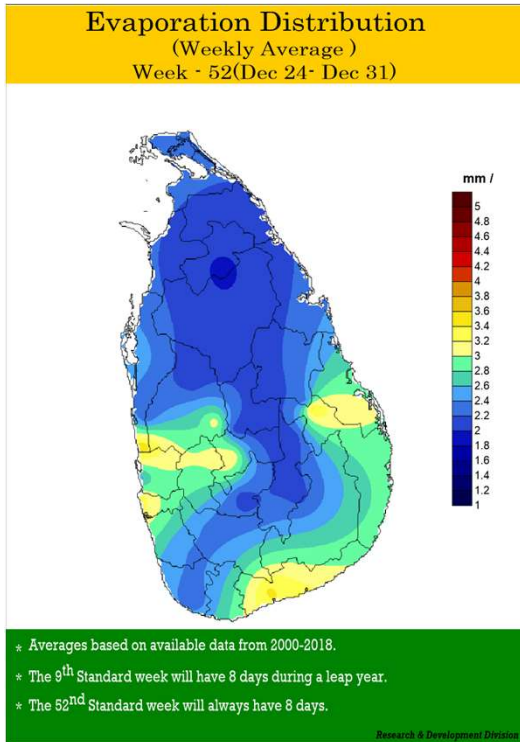 Evaporation Distribution
(Weekly Average )
Week - 52(Dec 24- Dec 31)
mm /
5
4.8
4.6
4.4
4.2
4
3.8
3.6
3.4
3.2
3
2.8
2.6
2.4
2.2
2
1.8
1.6
1.4
1.2
1
* Averages based on available data from 2000-2018.
* The 9th Standard week will have 8 days during a leap year.
* The 52nd Standard week will always have 8 days.
Research & Development Division